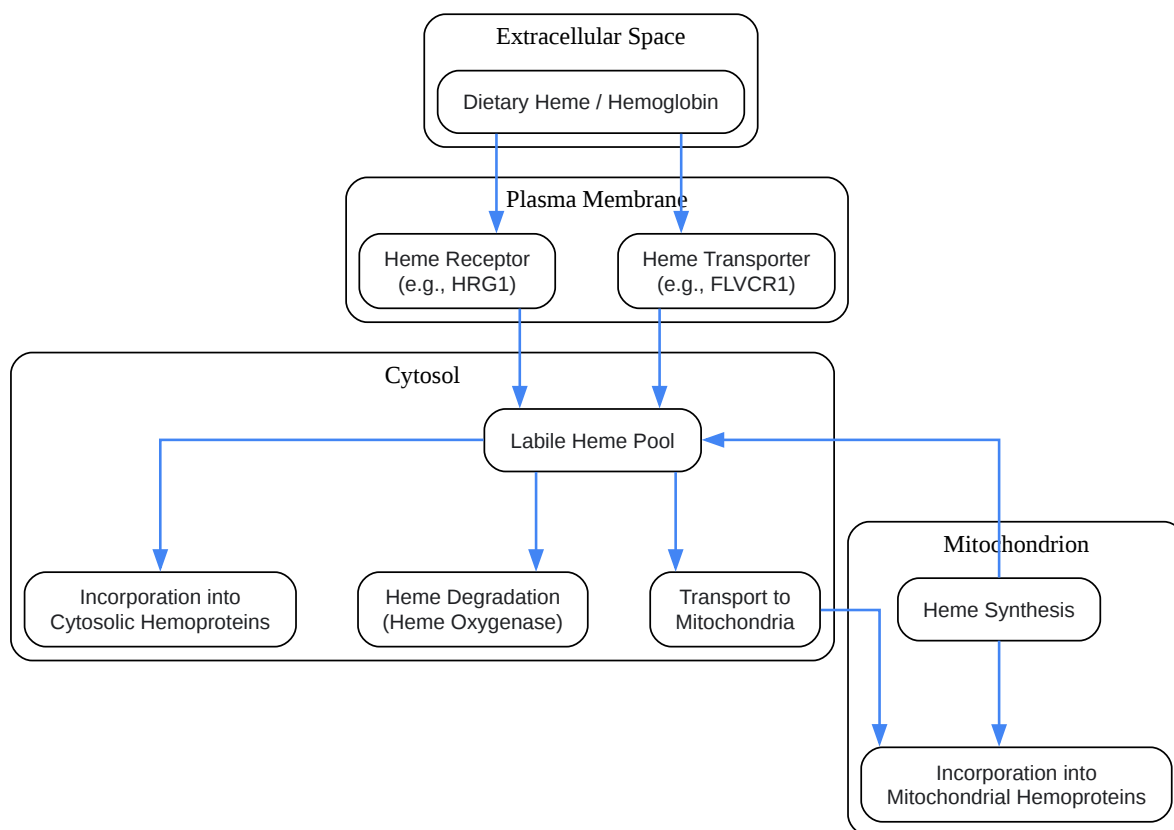 Extracellular Space
Dietary Heme / Hemoglobin
Plasma Membrane
Heme Receptor
(e.g., HRG1)
Heme Transporter
(e.g., FLVCR1)
Cytosol
Labile Heme Pool
Incorporation into
Cytosolic Hemoproteins
Heme Degradation
(Heme Oxygenase)
Transport to
Mitochondria
Mitochondrion
Heme Synthesis
Incorporation into
Mitochondrial Hemoproteins